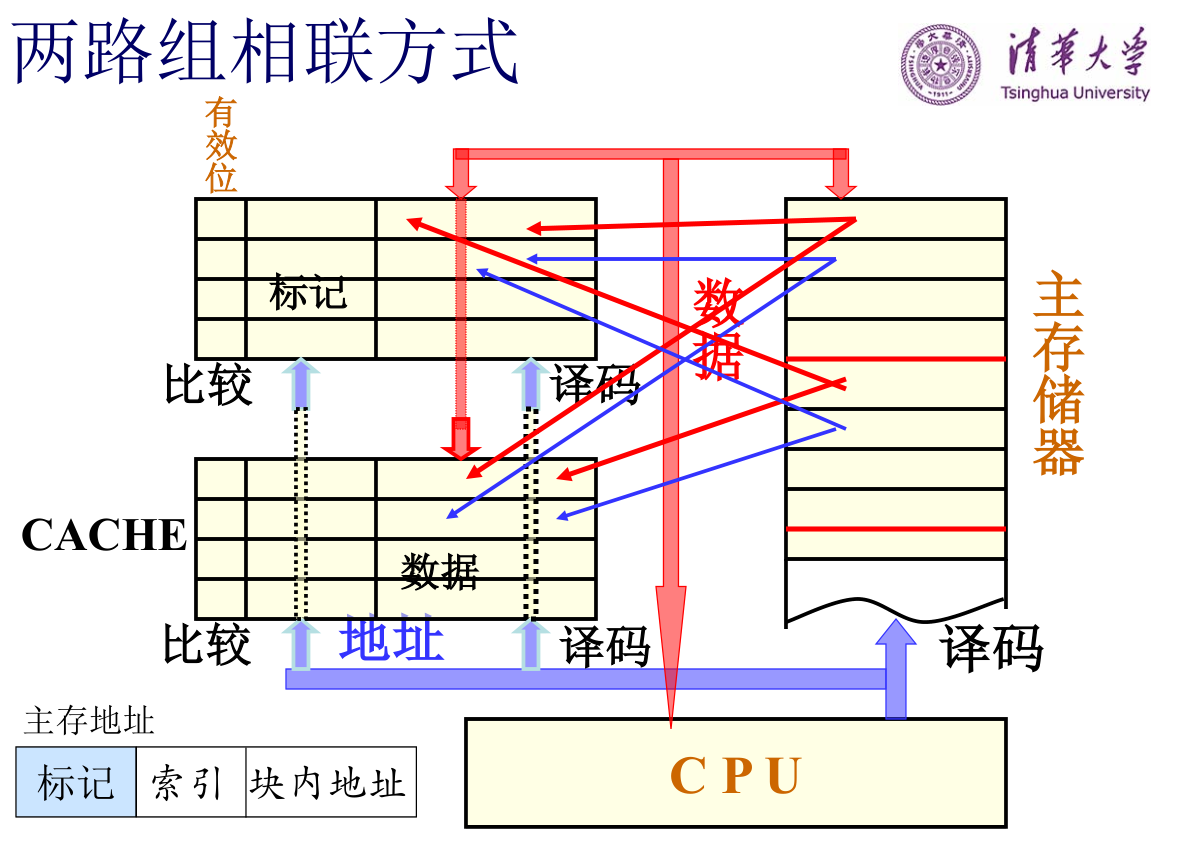 两路组相联方式
清华大学
Tsinghua University
有效位
标记
数据
主存储器
比较
译码
CACHE
数据
比较
地址
译码
译码
主存地址
标记
索引
块内地址
CPU